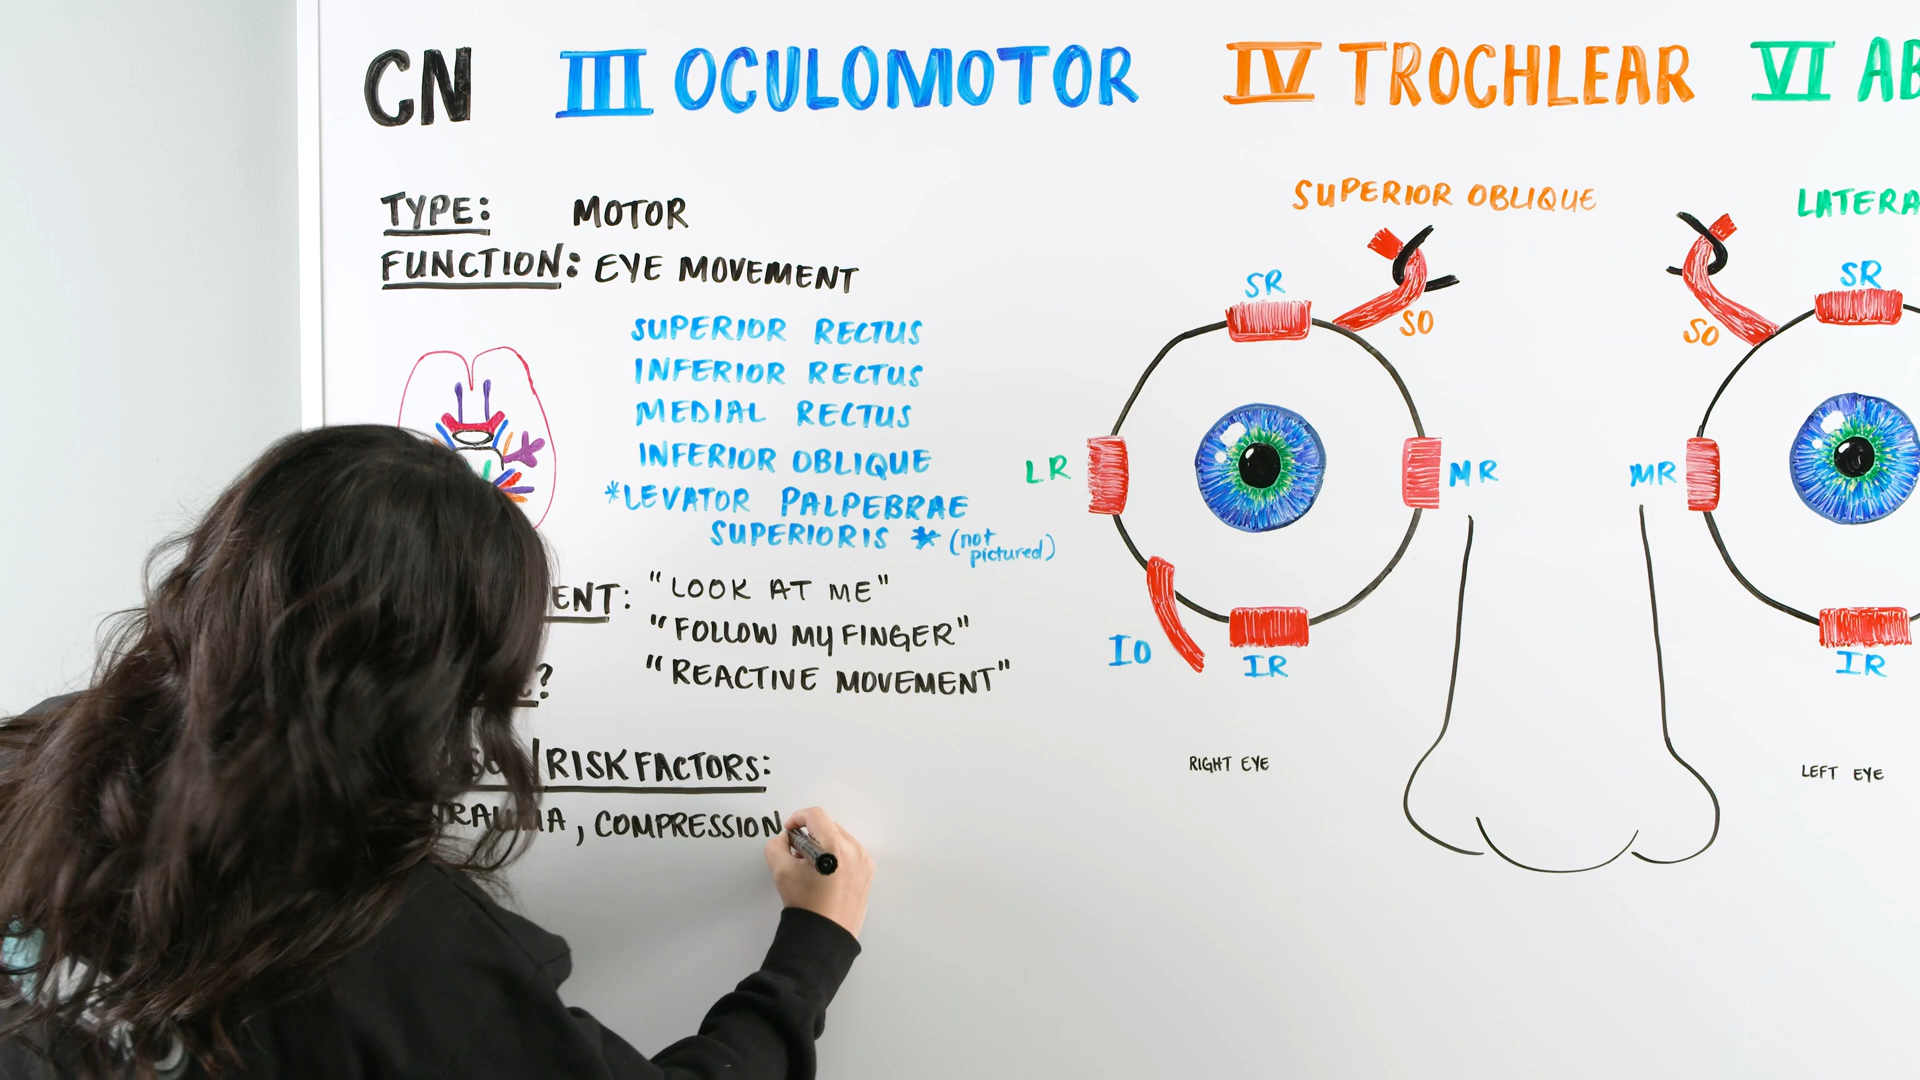 CN III OCULOMOTOR IV TROCHLEAR VI AB
TYPE: MOTOR
FUNCTION: EYE MOVEMENT
SUPERIOR RECTUS
INFERIOR RECTUS
MEDIAL RECTUS
INFERIOR OBLIQUE
*LEVATOR PALPEBRAE
SUPERIORIS * (not
pictured)
ENT: "LOOK AT ME"
"FOLLOW MY FINGER"
"REACTIVE MOVEMENT"
?
/RISK FACTORS:
TRAUMA, COMPRESSION
SUPERIOR OBLIQUE
LATERA
SR
SO
LR
MR
IO
IR
RIGHT EYE
SR
SO
MR
IR
LEFT EYE